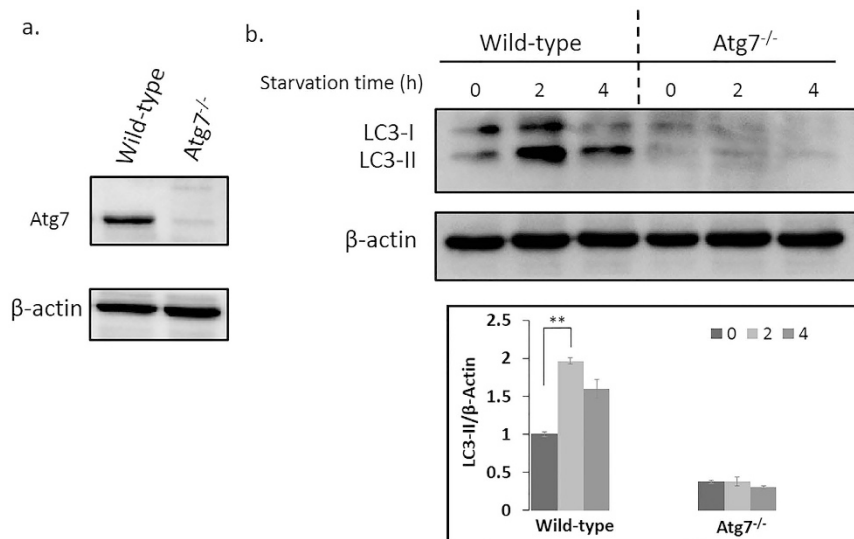 a.
Wild-type
Atg7-/-
Atg7
β-actin
b.
Wild-type Atg7-/-
Starvation time (h) 0 2 4 0 2 4
LC3-I
LC3-II
β-actin
LC3-II/β-Actin
2.5
2
1.5
1
0.5
0
**
0 2 4
Wild-type Atg7-/-